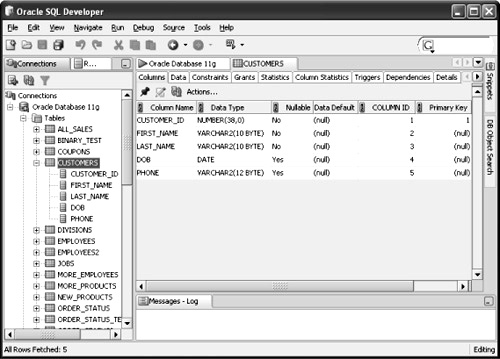 Oracle SQL Developer
File Edit View Navigate Run Debug Source Tools Help
Connections R...
Connections
Oracle Database 11g
Tables
ALL_SALES
BINARY_TEST
COUPONS
CUSTOMERS
CUSTOMER_ID
FIRST_NAME
LAST_NAME
DOB
PHONE
DIVISIONS
EMPLOYEES
EMPLOYEES2
JOBS
MORE_EMPLOYEES
MORE_PRODUCTS
NEW_PRODUCTS
ORDER_STATUS
ORDER_STATUS_TE
Oracle Database 11g CUSTOMERS
Columns Data Constraints Grants Statistics Column Statistics Triggers Dependencies Details
Actions...
Column Name Data Type Nullable Data Default COLUMN ID Primary Key
CUSTOMER_ID NUMBER(38,0) No (null) 1 1
FIRST_NAME VARCHAR2(10 BYTE) No (null) 2 (null)
LAST_NAME VARCHAR2(10 BYTE) No (null) 3 (null)
DOB DATE Yes (null) 4 (null)
PHONE VARCHAR2(12 BYTE) Yes (null) 5 (null)
Messages - Log
Snippets
DB Object Search
All Rows Fetched: 5 Editing